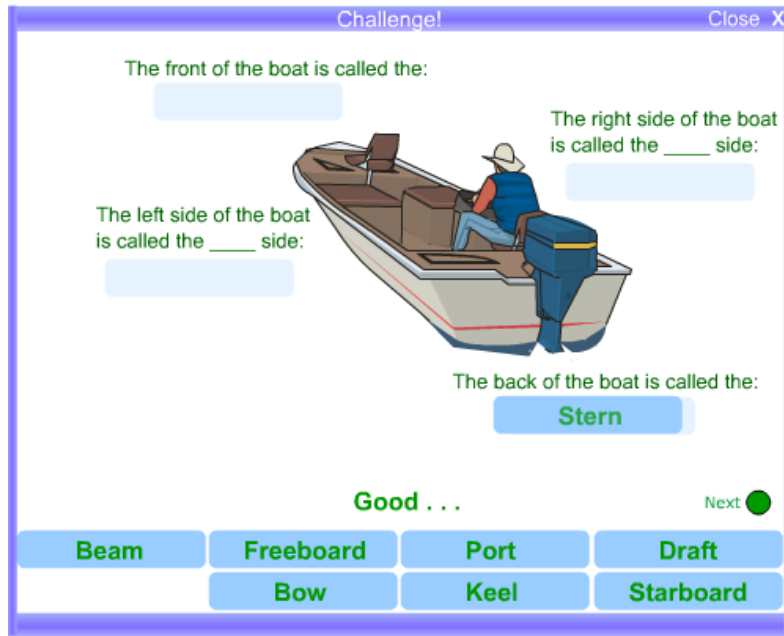 Challenge!
Close X
The front of the boat is called the:
The right side of the boat
is called the ____ side:
The left side of the boat
is called the ____ side:
The back of the boat is called the:
Stern
Good . . .
Next
Beam
Freeboard
Port
Draft
Bow
Keel
Starboard